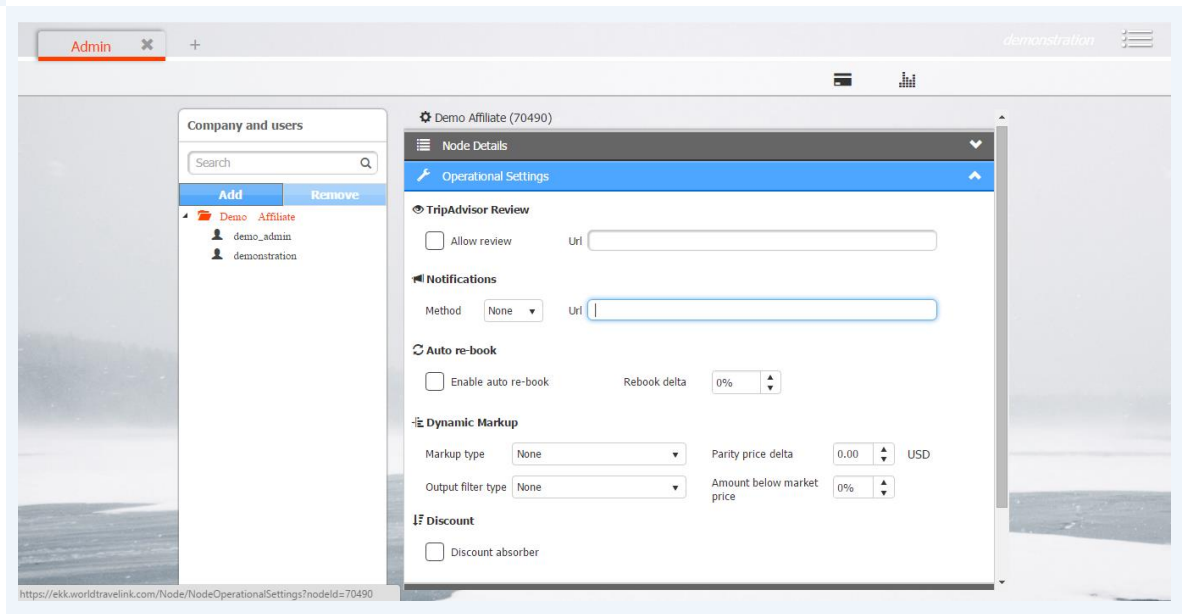 Admin
demonstration
Company and users
Search
Add Remove
Demo Affiliate
demo_admin
demonstration
Demo Affiliate (70490)
Node Details
Operational Settings
TripAdvisor Review
Allow review Url
Notifications
Method None Url
Auto re-book
Enable auto re-book Rebook delta 0%
Dynamic Markup
Markup type None Parity price delta 0.00 USD
Output filter type None Amount below market price 0%
Discount
Discount absorber
https://ekk.worldtravelink.com/Node/NodeOperationalSettings?nodeId=70490